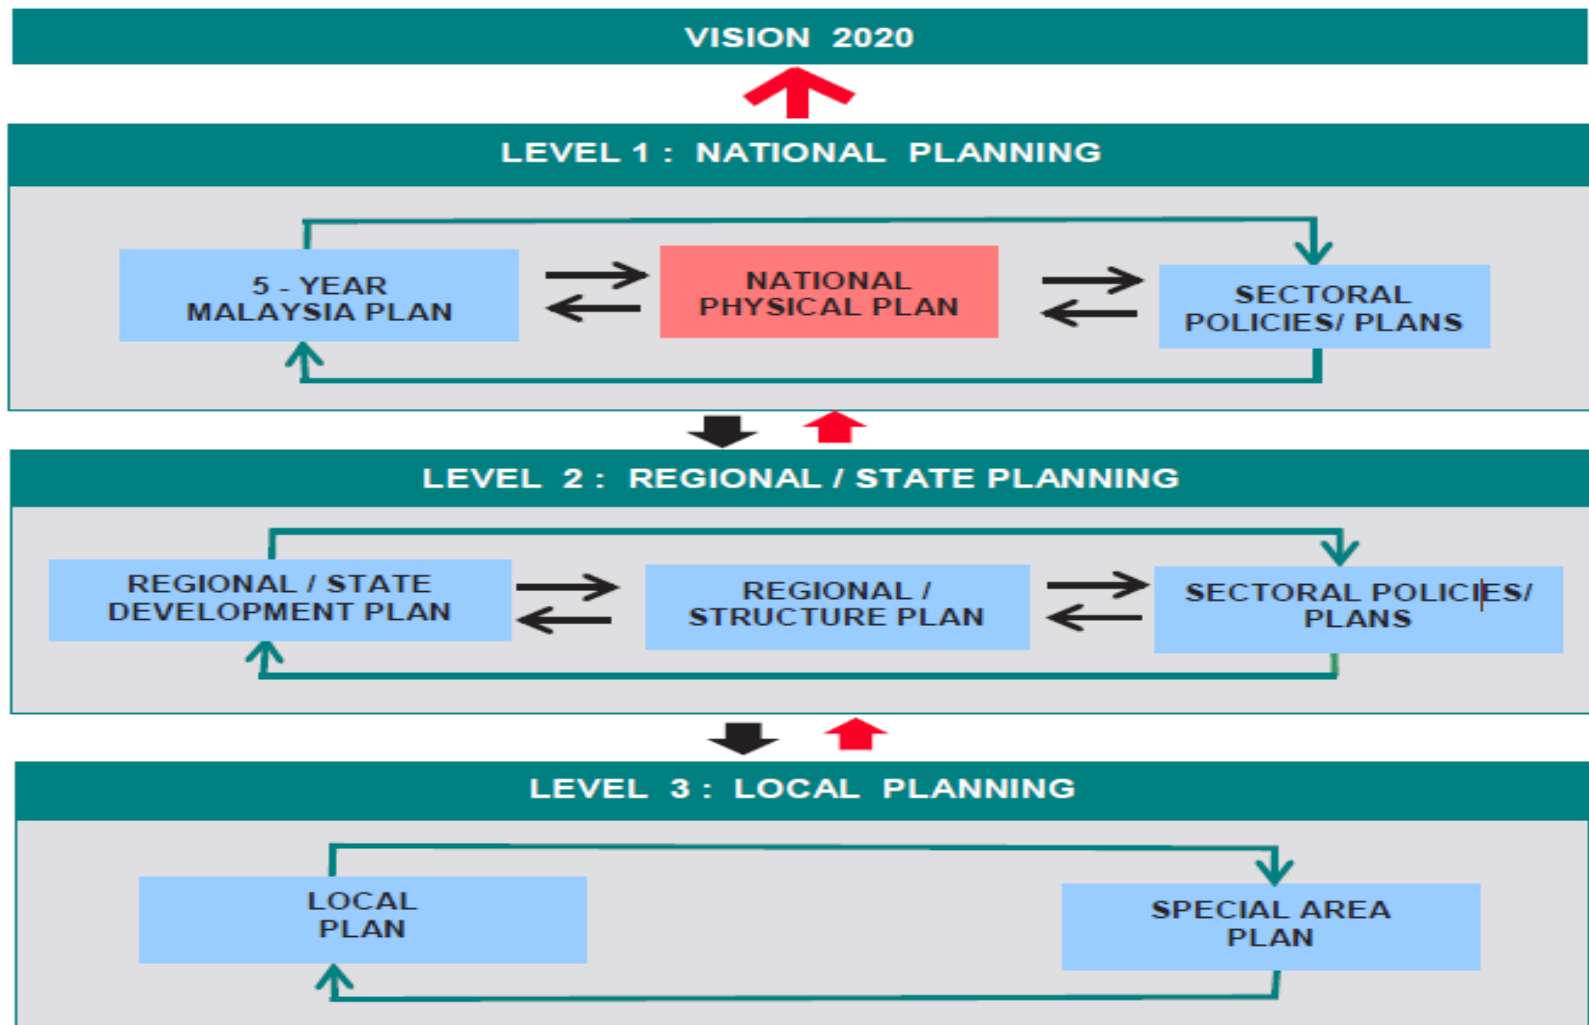 VISION 2020
LEVEL 1 : NATIONAL PLANNING
5 - YEAR
MALAYSIA PLAN
NATIONAL
PHYSICAL PLAN
SECTORAL
POLICIES/ PLANS
LEVEL 2 : REGIONAL / STATE PLANNING
REGIONAL / STATE
DEVELOPMENT PLAN
REGIONAL /
STRUCTURE PLAN
SECTORAL POLICIES/
PLANS
LEVEL 3 : LOCAL PLANNING
LOCAL
PLAN
SPECIAL AREA
PLAN